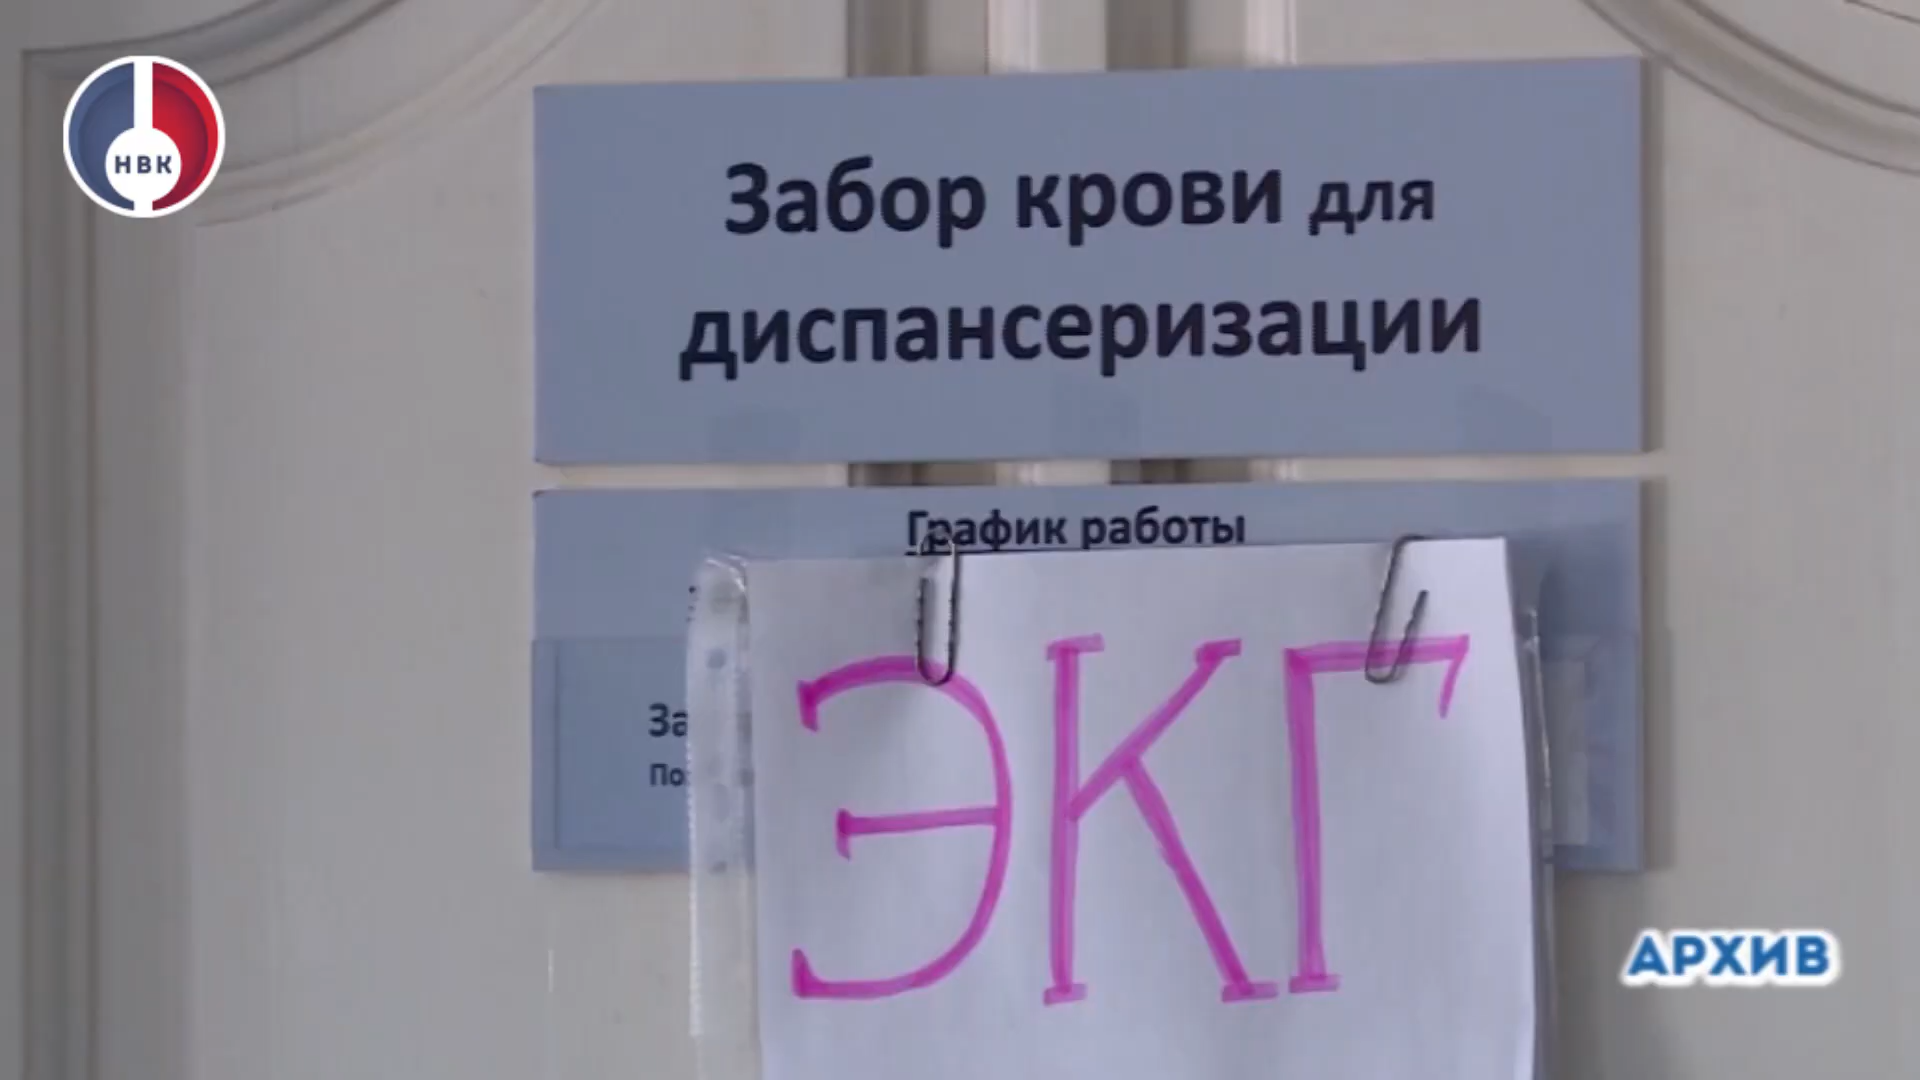 НВК
Забор крови для
диспансеризации
График работы
ЭКГ
АРХИВ